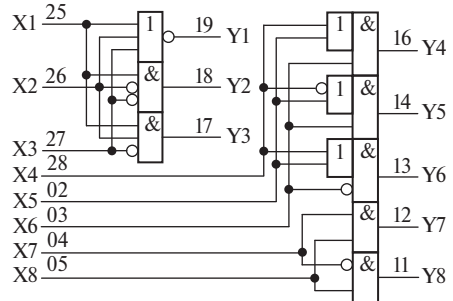 X1 25
1
19 Y1
X2 26
&
18 Y2
X3 27
&
17 Y3
X4 28
X5 02
X6 03
X7 04
X8 05
1
&
16 Y4
1
&
14 Y5
1
&
13 Y6
&
12 Y7
&
11 Y8